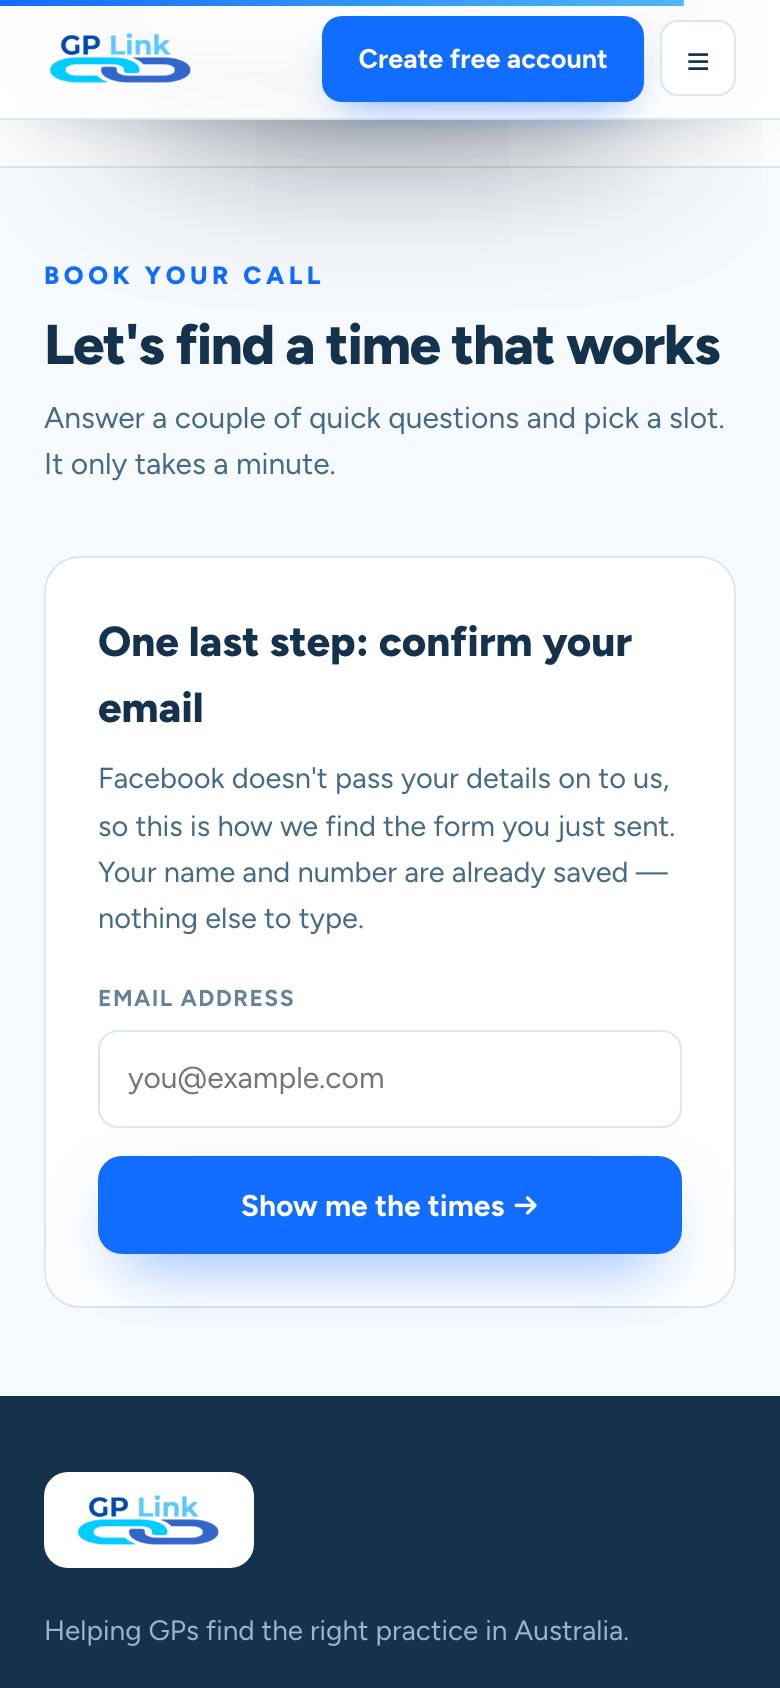 GP Link
Create free account
BOOK YOUR CALL
Let's find a time that works
Answer a couple of quick questions and pick a slot.
It only takes a minute.
One last step: confirm your
email
Facebook doesn't pass your details on to us,
so this is how we find the form you just sent.
Your name and number are already saved —
nothing else to type.
EMAIL ADDRESS
you@example.com
Show me the times →
GP Link
Helping GPs find the right practice in Australia.